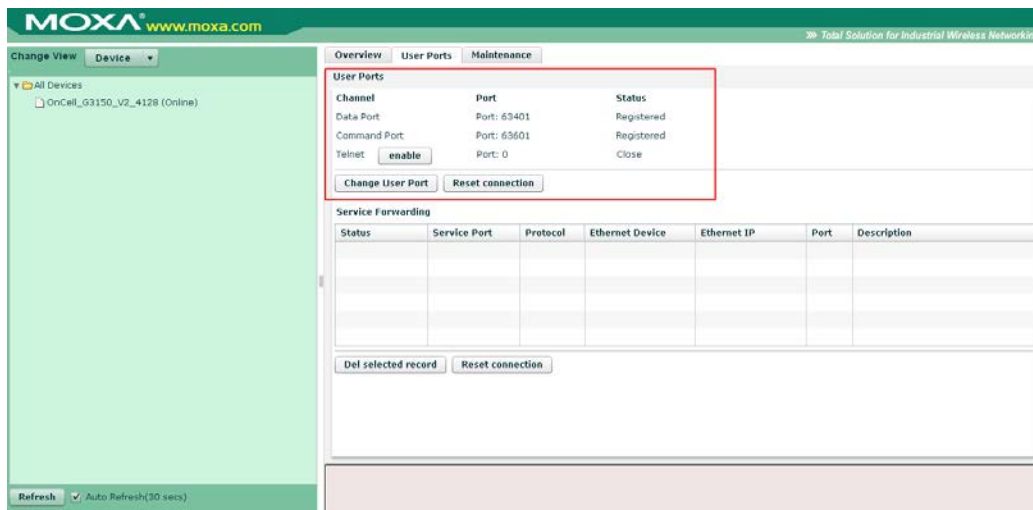 MOXA® www.moxa.com
Total Solution for Industrial Wireless Networkin
Change View Device
All Devices
OnCell_G3150_V2_4128 (Online)
Refresh Auto Refresh(30 secs)
Overview User Ports Maintenance
User Ports
Channel Port Status
Data Port Port: 63401 Registered
Command Port Port: 63601 Registered
Telnet enable Port: 0 Close
Change User Port Reset connection
Service Forwarding
Status Service Port Protocol Ethernet Device Ethernet IP Port Description
Del selected record Reset connection